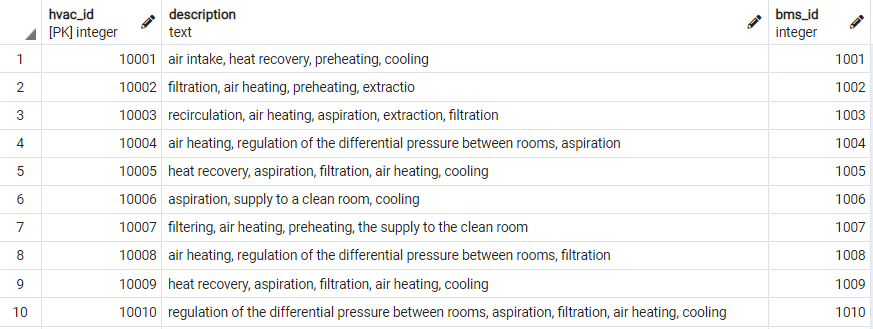 hvac_id description bms_id
[PK] integer text integer
1 10001 air intake, heat recovery, preheating, cooling 1001
2 10002 filtration, air heating, preheating, extractio 1002
3 10003 recirculation, air heating, aspiration, extraction, filtration 1003
4 10004 air heating, regulation of the differential pressure between rooms, aspiration 1004
5 10005 heat recovery, aspiration, filtration, air heating, cooling 1005
6 10006 aspiration, supply to a clean room, cooling 1006
7 10007 filtering, air heating, preheating, the supply to the clean room 1007
8 10008 air heating, regulation of the differential pressure between rooms, filtration 1008
9 10009 heat recovery, aspiration, filtration, air heating, cooling 1009
10 10010 regulation of the differential pressure between rooms, aspiration, filtration, air heating, cooling 1010